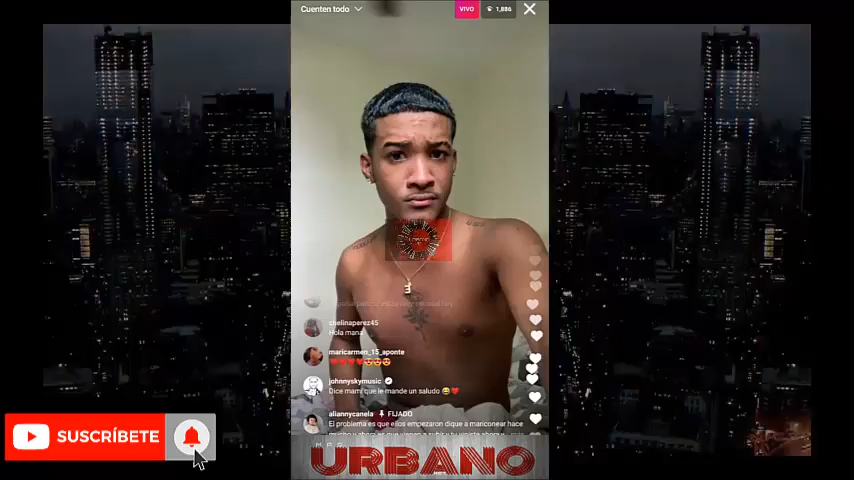 Cuenten todo
VIVO
1,886
chelinaperez45
Hola mana
maricarmen_15_aponte
❤️❤️❤️❤️😍😍😍
johnnyskymusic
Dice mami que le mande un saludo 😂❤️
aliannycanela FIJADO
El problema es que ellos empezaron dique a mariconear hace
SUSCRÍBETE
URBANO